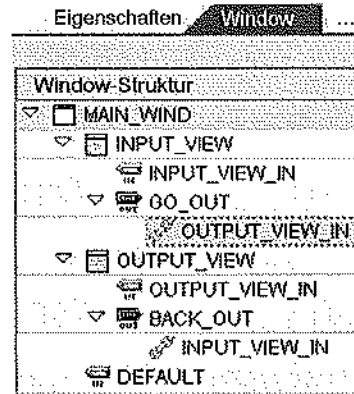 Eigenschaften Window ...
Window-Struktur
MAIN_WIND
INPUT_VIEW
INPUT_VIEW_IN
GO_OUT
OUTPUT_VIEW_IN
OUTPUT_VIEW
OUTPUT_VIEW_IN
BACK_OUT
INPUT_VIEW_IN
DEFAULT